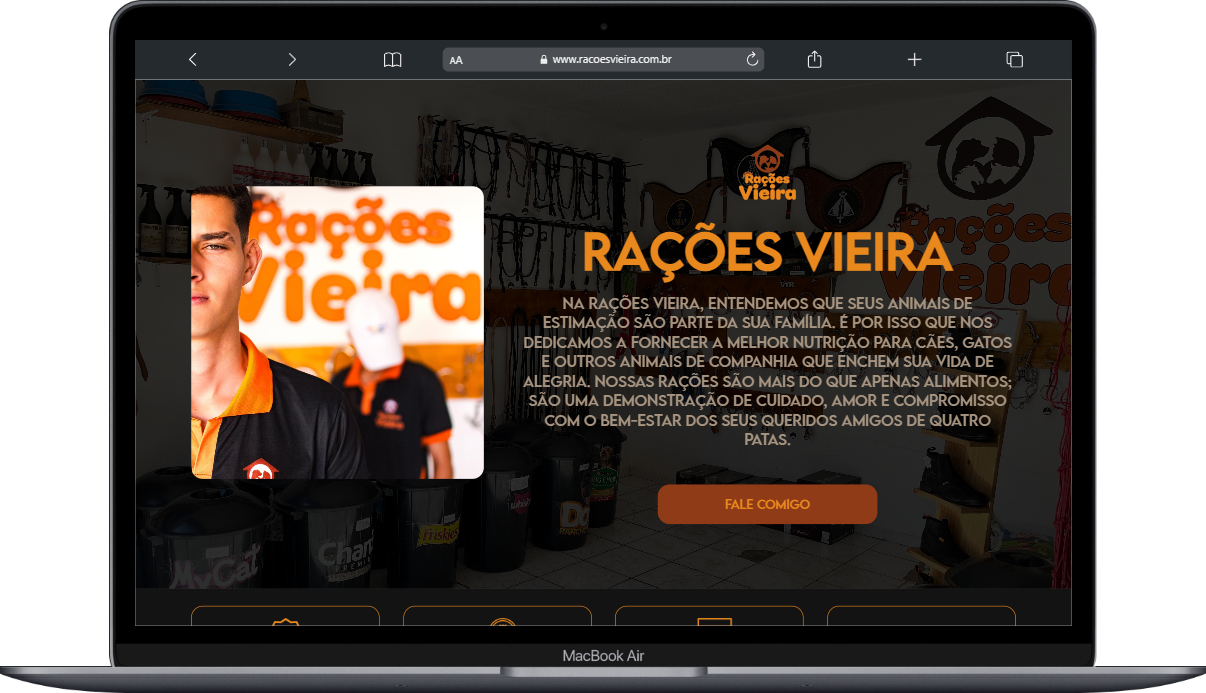 AA
www.racoesvieira.com.br
Rações
Vieira
Rações
Vieira
Rações
Vieira
RAÇÕES VIEIRA
NA RAÇÕES VIEIRA, ENTENDEMOS QUE SEUS ANIMAIS DE
ESTIMAÇÃO SÃO PARTE DA SUA FAMÍLIA. É POR ISSO QUE NOS
DEDICAMOS A FORNECER A MELHOR NUTRIÇÃO PARA CÃES, GATOS
E OUTROS ANIMAIS DE COMPANHIA QUE ENCHEM SUA VIDA DE
ALEGRIA. NOSSAS RAÇÕES SÃO MAIS DO QUE APENAS ALIMENTOS;
SÃO UMA DEMONSTRAÇÃO DE CUIDADO, AMOR E COMPROMISSO
COM O BEM-ESTAR DOS SEUS QUERIDOS AMIGOS DE QUATRO
PATAS.
FALE COMIGO
MyCat
Friskies
MacBook Air